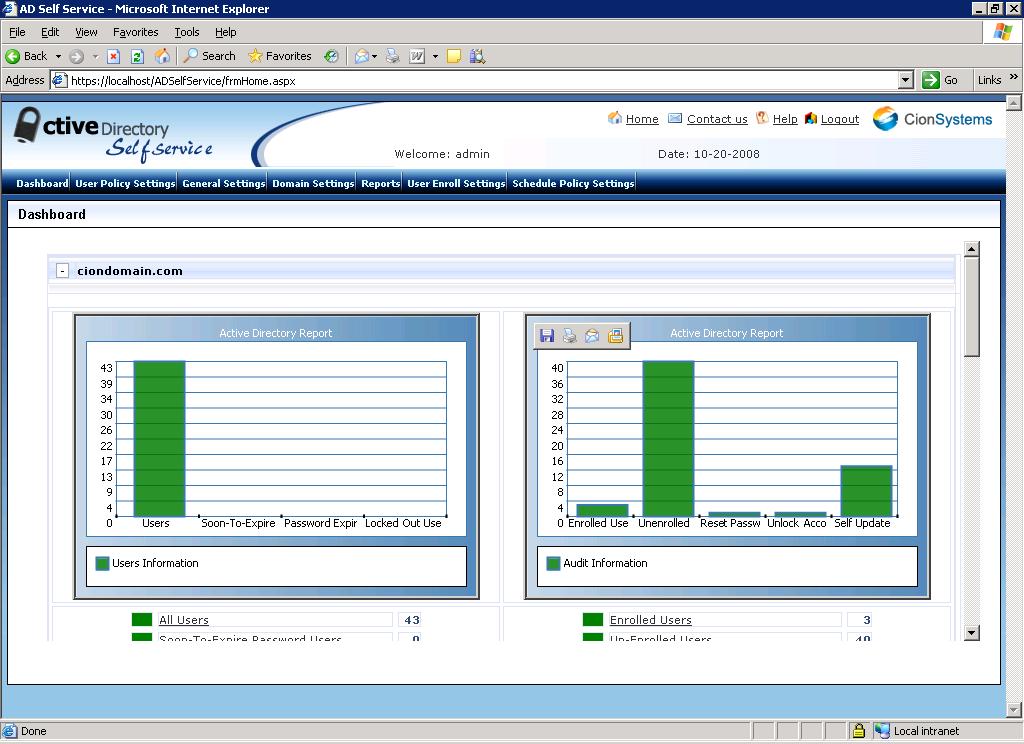 AD Self Service - Microsoft Internet Explorer
File Edit View Favorites Tools Help
Back Search Favorites
Address https://localhost/ADSelfService/frmHome.aspx Go Links »
ctive Directory
Self Service
Home Contact us Help Logout CionSystems
Welcome: admin Date: 10-20-2008
Dashboard User Policy Settings General Settings Domain Settings Reports User Enroll Settings Schedule Policy Settings
Dashboard
- ciondomain.com
Active Directory Report
43
39
34
30
26
22
17
13
9
4
0
Users Soon-To-Expire Password Expir Locked Out Use
Users Information
Active Directory Report
40
36
32
28
24
20
16
12
8
4
0
Enrolled Use Unenrolled Reset Passw Unlock Acco Self Update
Audit Information
All Users 43
Soon-To-Expire Password Users 0
Enrolled Users 3
Un-Enrolled Users 40
Done Local intranet